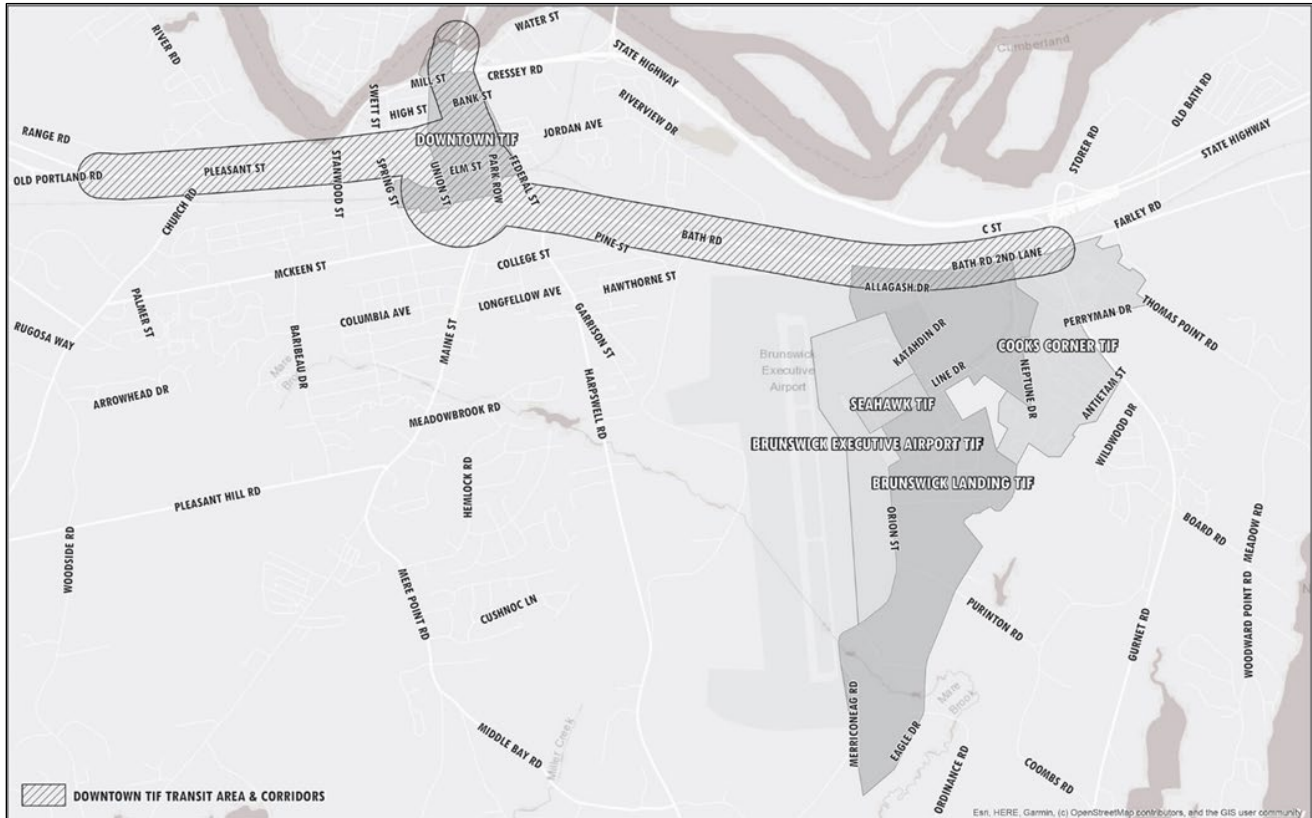 WATER ST
RIVER RD
STATE HIGHWAY
Cumberland
CRESSEY RD
MILL ST
SWETT ST
BANK ST
HIGH ST
RIVERVIEW DR
OLD BATH RD
RANGE RD
JORDAN AVE
DOWNTOWN TIF
STORER RD
STATE HIGHWAY
PLEASANT ST
OLD PORTLAND RD
STANWOOD ST
SPRING ST
UNION ST
ELM ST
PARK ROW
FEDERAL ST
CHURCH RD
FARLEY RD
C ST
PINE ST
BATH RD
BATH RD 2ND LANE
COLLEGE ST
MCKEEN ST
HAWTHORNE ST
ALLAGASH DR
LONGFELLOW AVE
COLUMBIA AVE
PALMER ST
RUGOSA WAY
BARIBEAU DR
MAINE ST
GARRISON ST
THOMAS POINT RD
PERRYMAN DR
KATAHDIN DR
COOKS CORNER TIF
Brunswick
Executive
Airport
LINE DR
NEPTUNE DR
ANTIETAM ST
ARROWHEAD DR
HARPSWELL RD
SEAHAWK TIF
MEADOWBROOK RD
WILDWOOD DR
BRUNSWICK EXECUTIVE AIRPORT TIF
BRUNSWICK LANDING TIF
HEMLOCK RD
PLEASANT HILL RD
ORION ST
BOARD RD
MEADOW RD
WOODSIDE RD
MERE POINT RD
CUSHNOC LN
PURINTON RD
GURNET RD
WOODWARD POINT RD
MERRICONEAG RD
EAGLE DR
Mare
Brook
MIDDLE BAY RD
Miller Creek
ORDINANCE RD
COOMBS RD
DOWNTOWN TIF TRANSIT AREA & CORRIDORS
Esri, HERE, Garmin, (c) OpenStreetMap contributors, and the GIS user community